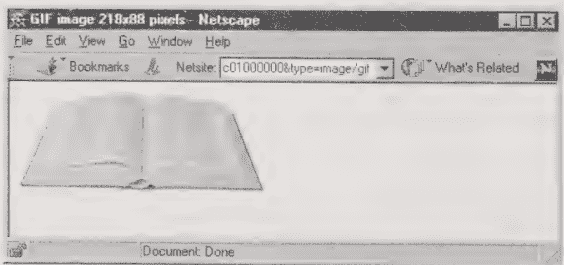 GIF image 218x88 pixels - Netscape
File Edit View Go Window Help
Bookmarks Netsite: c01000000&type=image/gif What's Related N
Document: Done